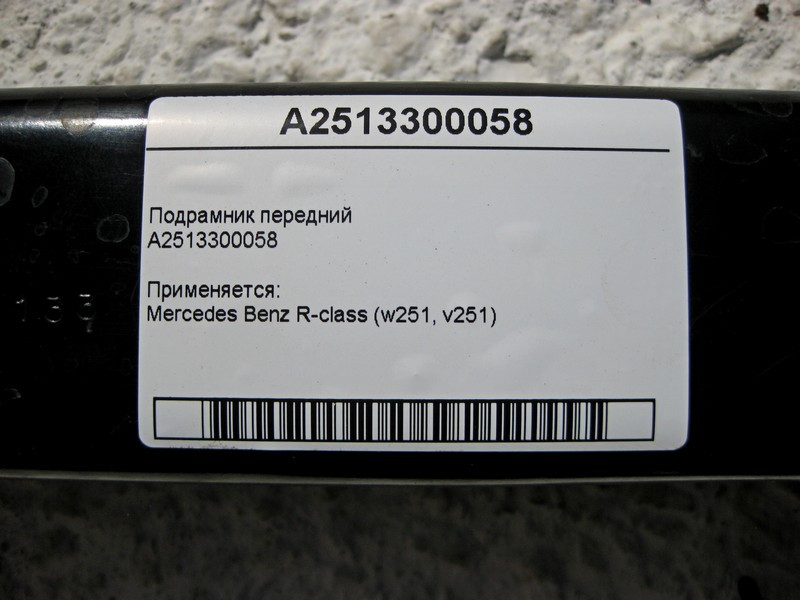 A2513300058
Подрамник передний
A2513300058
Применяется:
Mercedes Benz R-class (w251, v251)